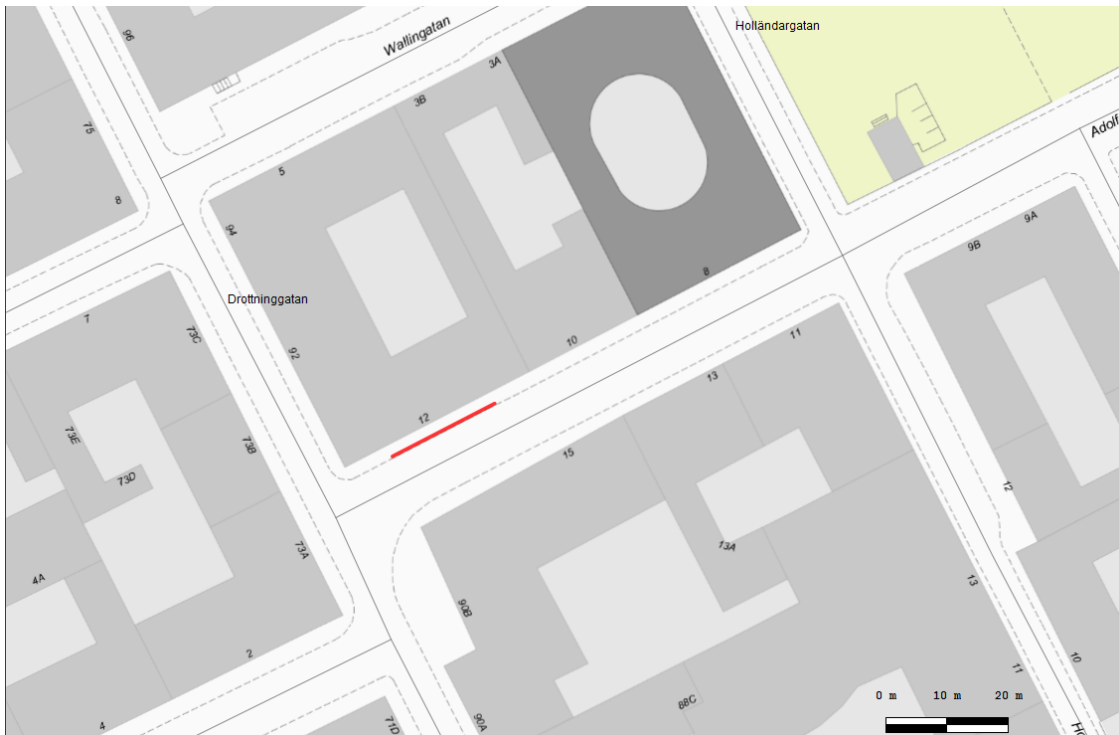 96
Wallingatan
Holländargatan
3A
3B
75
5
8
94
Adolf
9A
9B
8
Drottninggatan
7
73C
92
10
11
13
12
73E
73B
73D
15
12
73A
13A
4A
13
90B
2
10
11
88C
4
71D
90A
Ho
0 m 10 m 20 m